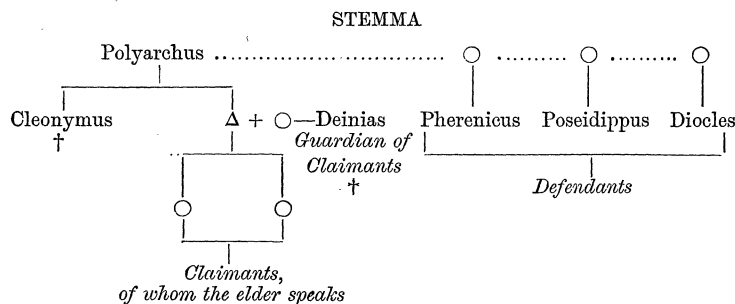 STEMMA
Polyarchus
Cleonymus
†
Δ + ○—Deinias
Guardian of
Claimants
†
Pherenicus Poseidippus Diocles
Defendants
Claimants,
of whom the elder speaks